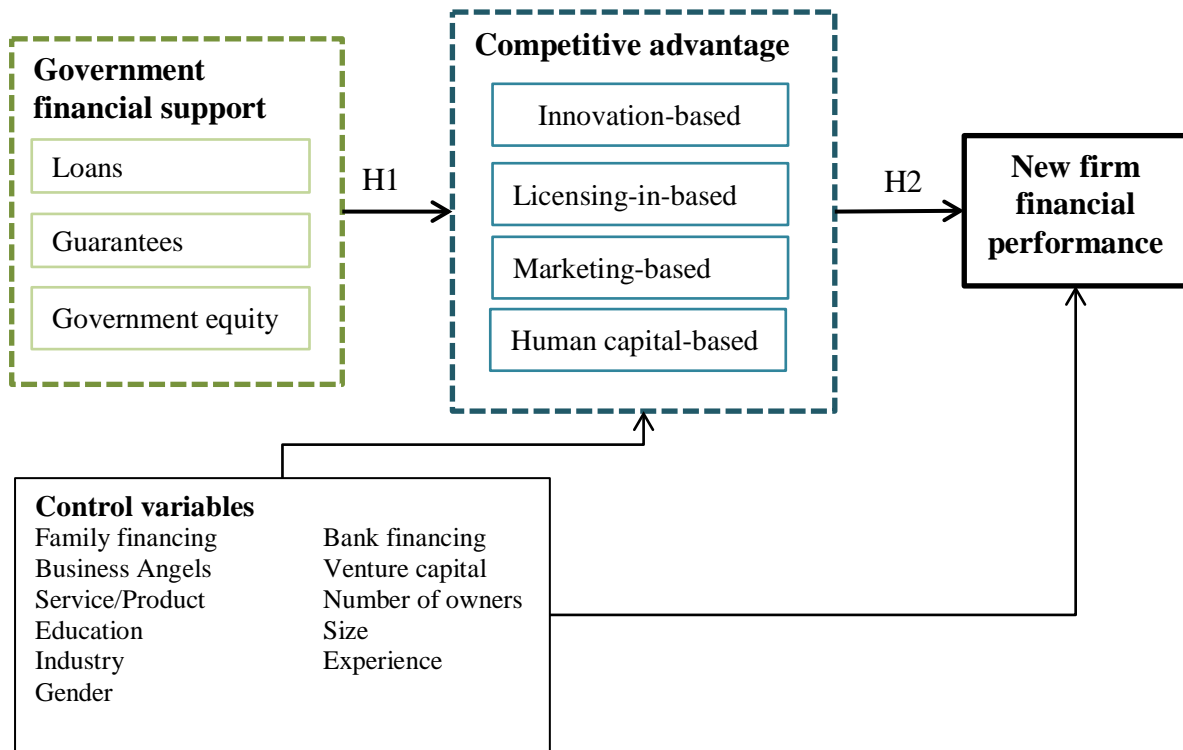 Government
financial support
Loans
Guarantees
Government equity
H1
Competitive advantage
Innovation-based
Licensing-in-based
Marketing-based
Human capital-based
H2
New firm
financial
performance
Control variables
Family financing
Business Angels
Service/Product
Education
Industry
Gender
Bank financing
Venture capital
Number of owners
Size
Experience